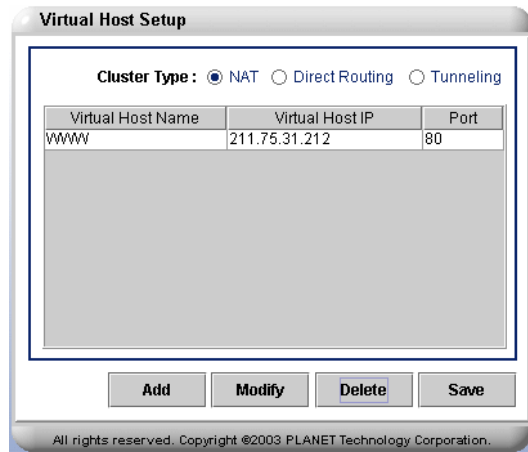 Virtual Host Setup
Cluster Type : NAT Direct Routing Tunneling
Virtual Host Name Virtual Host IP Port
WWW 211.75.31.212 80
Add Modify Delete Save
All rights reserved. Copyright ©2003 PLANET Technology Corporation.